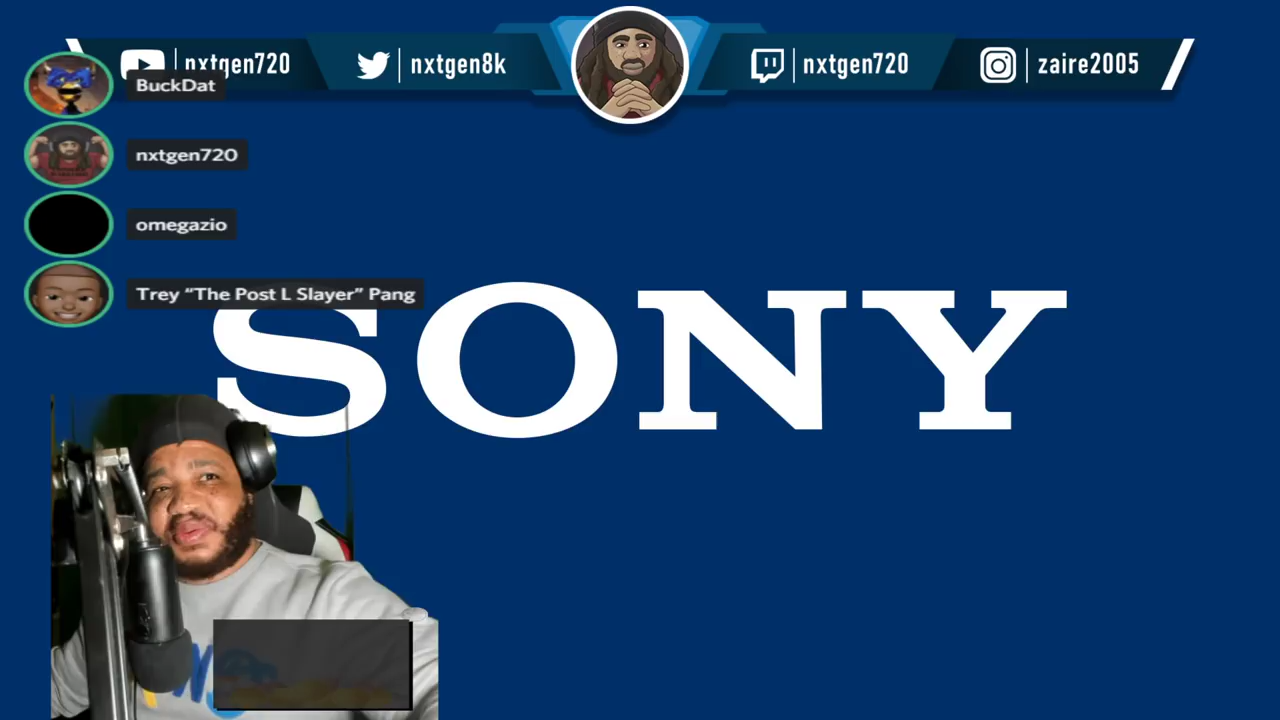 nxtgen720
nxtgen8k
nxtgen720
zaire2005
BuckDat
nxtgen720
omegazio
Trey “The Post L Slayer” Pang
SONY